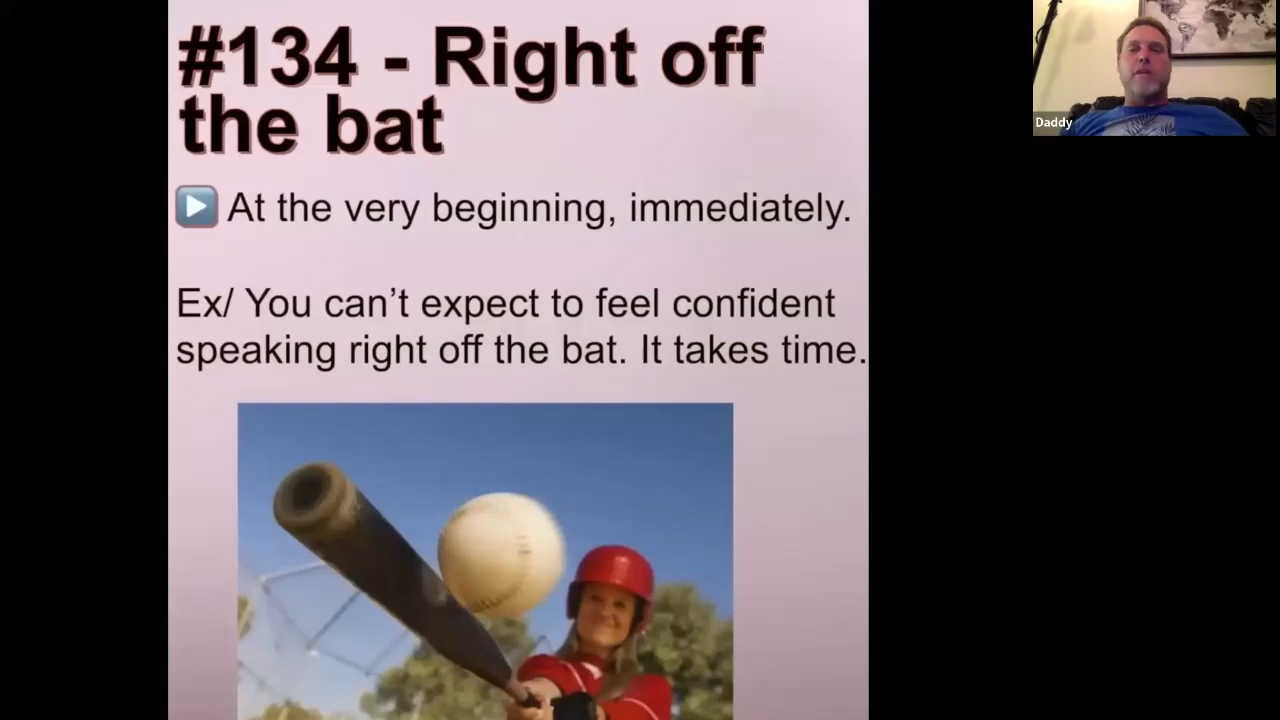 #134 - Right off
the bat
▶️ At the very beginning, immediately.
Ex/ You can’t expect to feel confident
speaking right off the bat. It takes time.
Daddy